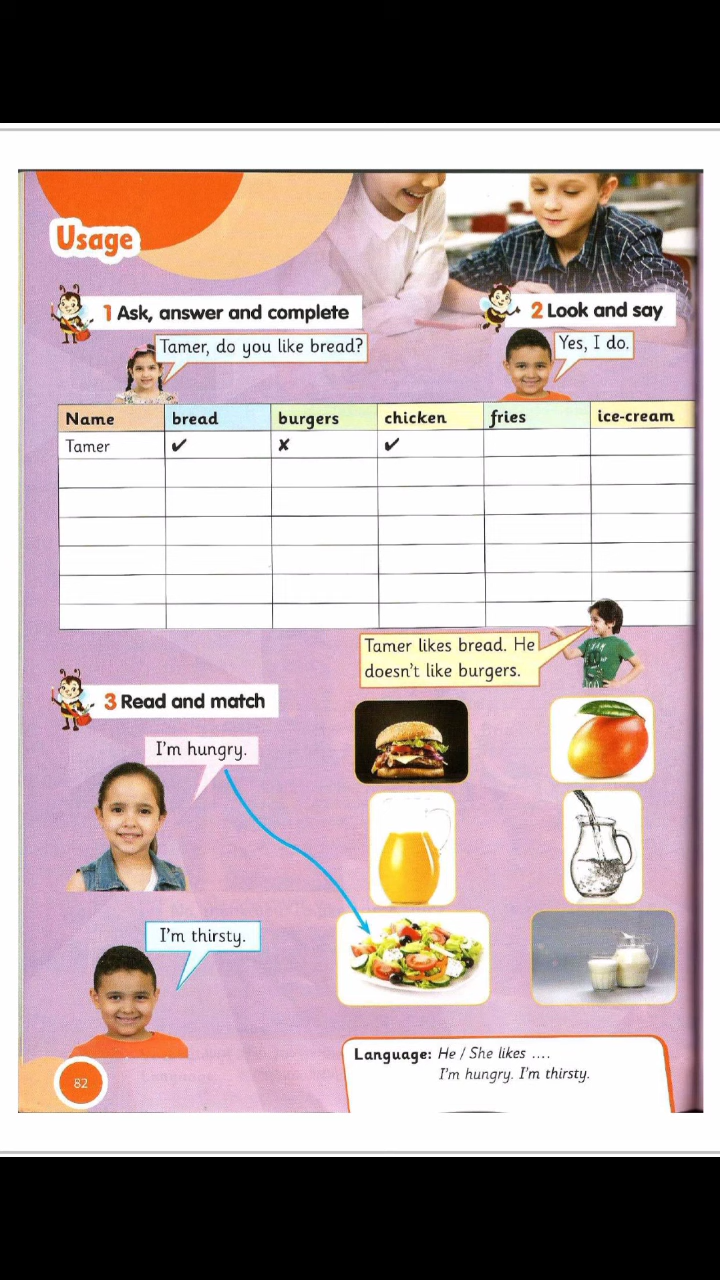 Usage
1 Ask, answer and complete
2 Look and say
Tamer, do you like bread?
Yes, I do.
Name bread burgers chicken fries ice-cream
Tamer ✔ ✘ ✔
Tamer likes bread. He
doesn't like burgers.
3 Read and match
I'm hungry.
I'm thirsty.
Language: He / She likes ....
I'm hungry. I'm thirsty.
82